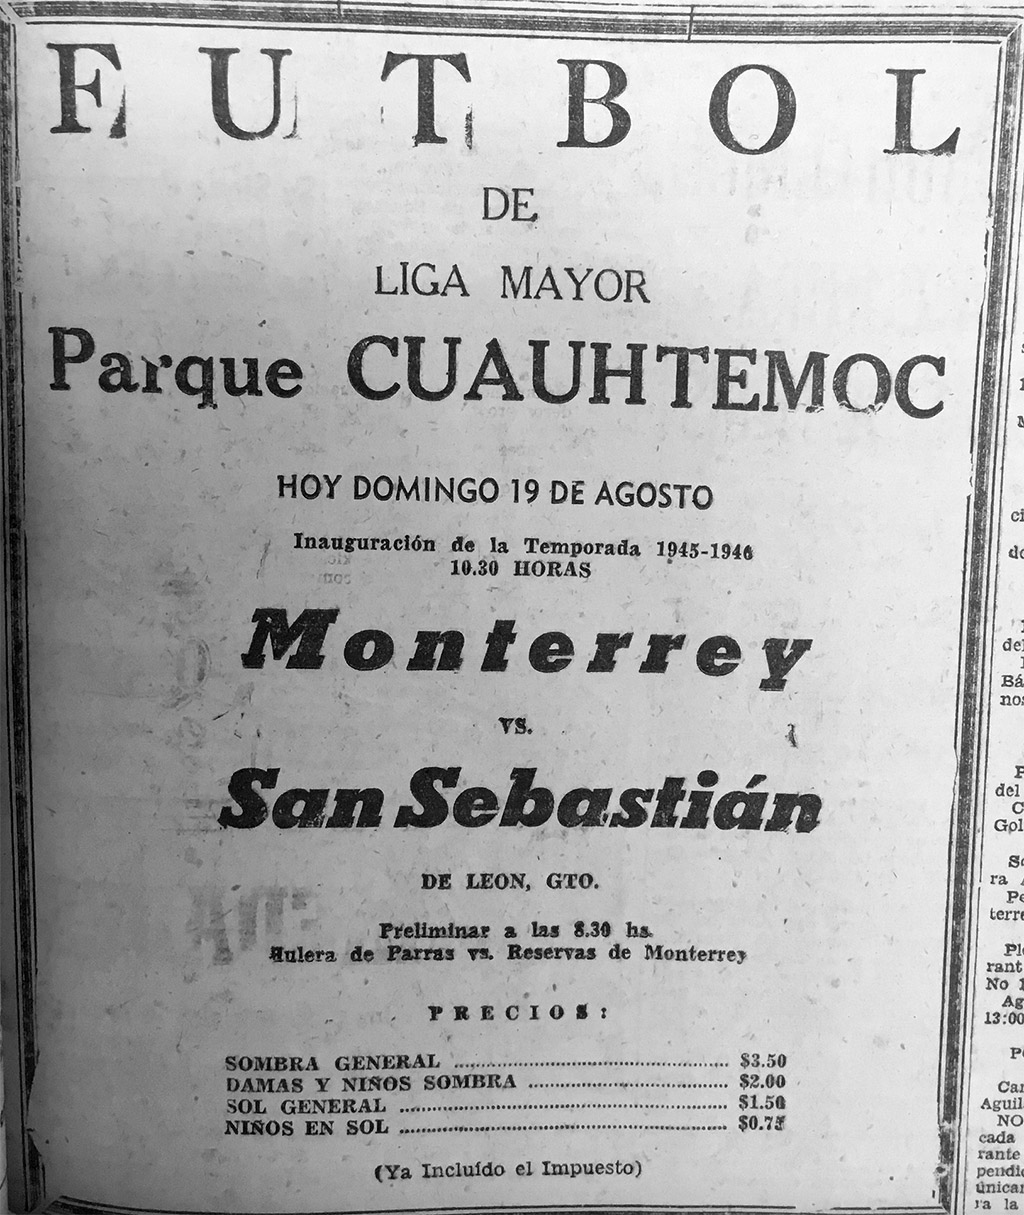 FUTBOL
DE
LIGA MAYOR
Parque CUAUHTEMOC
HOY DOMINGO 19 DE AGOSTO
Inauguración de la Temporada 1945-1946
10.30 HORAS
Monterrey
VS.
San Sebastián
DE LEON, GTO.
Preliminar a las 8.30 hs.
Hulera de Parras vs. Reservas de Monterrey
PRECIOS:
SOMBRA GENERAL ........................ $3.50
DAMAS Y NIÑOS SOMBRA ........................ $2.00
SOL GENERAL ........................ $1.50
NIÑOS EN SOL ........................ $0.75
(Ya Incluído el Impuesto)